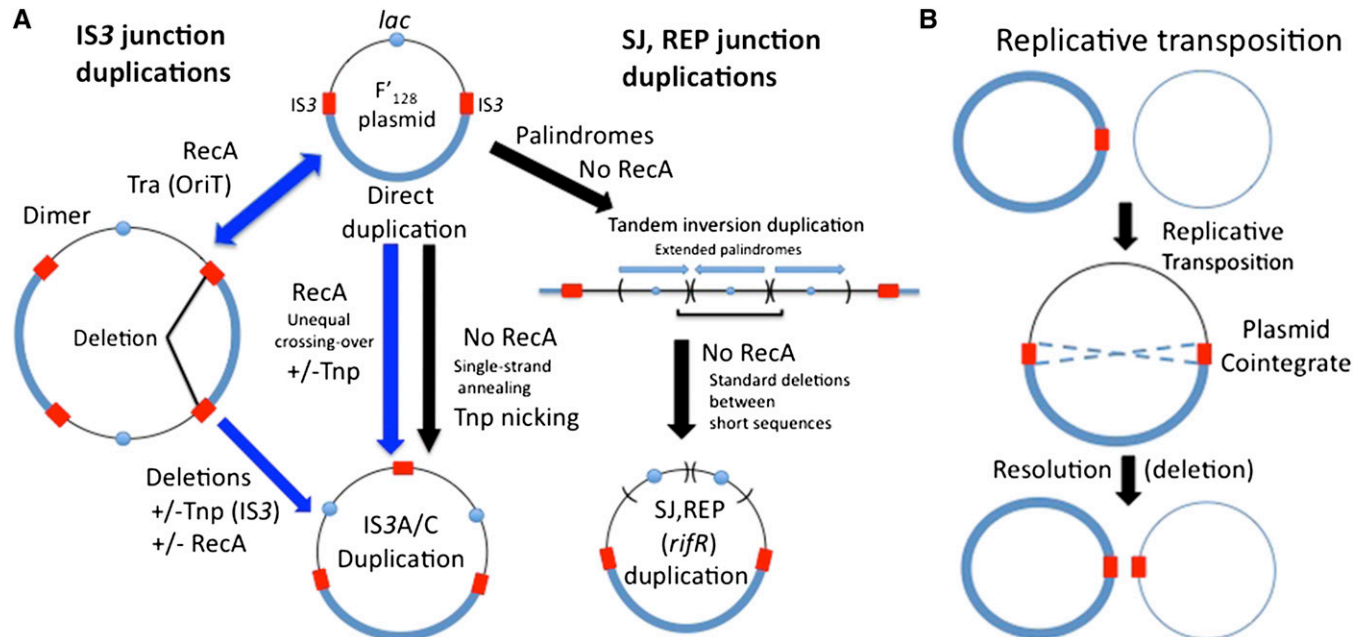 A
IS3 junction
duplications
lac
IS3
F'128
plasmid
IS3
SJ, REP junction
duplications
RecA
Tra (OriT)
Palindromes
No RecA
Dimer
Deletion
Direct
duplication
RecA
Unequal
crossing-over
+/-Tnp
No RecA
Single-strand
annealing
Tnp nicking
Tandem inversion duplication
Extended palindromes
( )( )( )
No RecA
Standard deletions
between
short sequences
Deletions
+/-Tnp (IS3)
+/- RecA
IS3A/C
Duplication
SJ,REP
(rifR)
duplication
B
Replicative transposition
Replicative
Transposition
Plasmid
Cointegrate
Resolution (deletion)